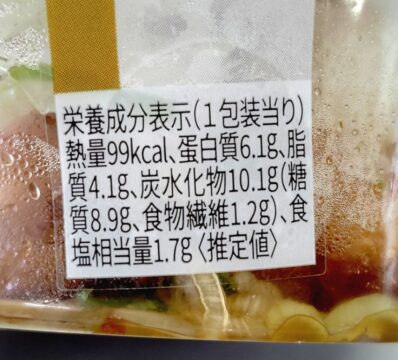 栄養成分表示(1包装当り)
熱量99kcal、蛋白質6.1g、脂
質4.1g、炭水化物10.1g(糖
質8.9g、食物繊維1.2g)、食
塩相当量1.7g〈推定値〉